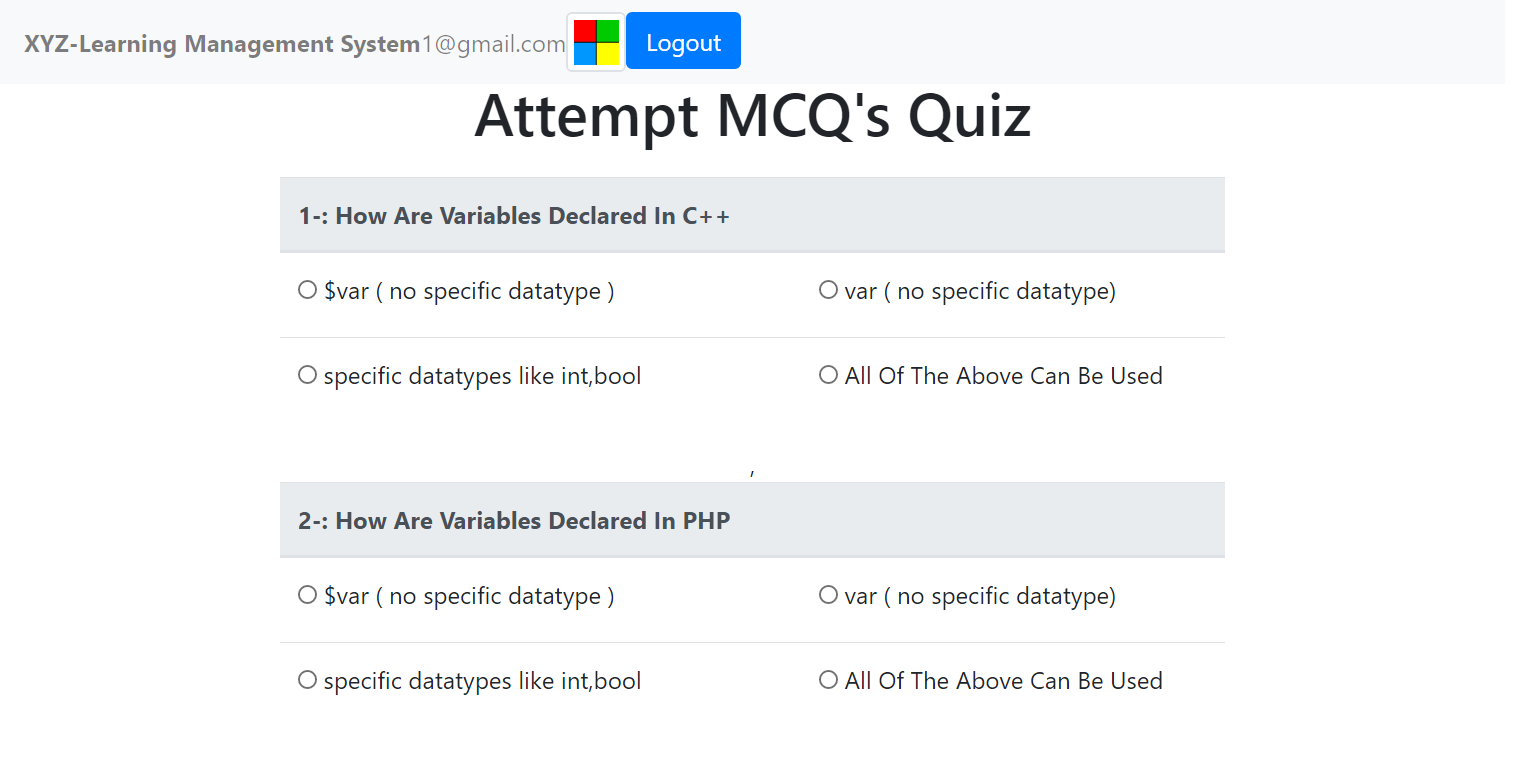 XYZ-Learning Management System1@gmail.com Logout
Attempt MCQ's Quiz
1-: How Are Variables Declared In C++
$var ( no specific datatype ) var ( no specific datatype)
specific datatypes like int,bool All Of The Above Can Be Used
,
2-: How Are Variables Declared In PHP
$var ( no specific datatype ) var ( no specific datatype)
specific datatypes like int,bool All Of The Above Can Be Used